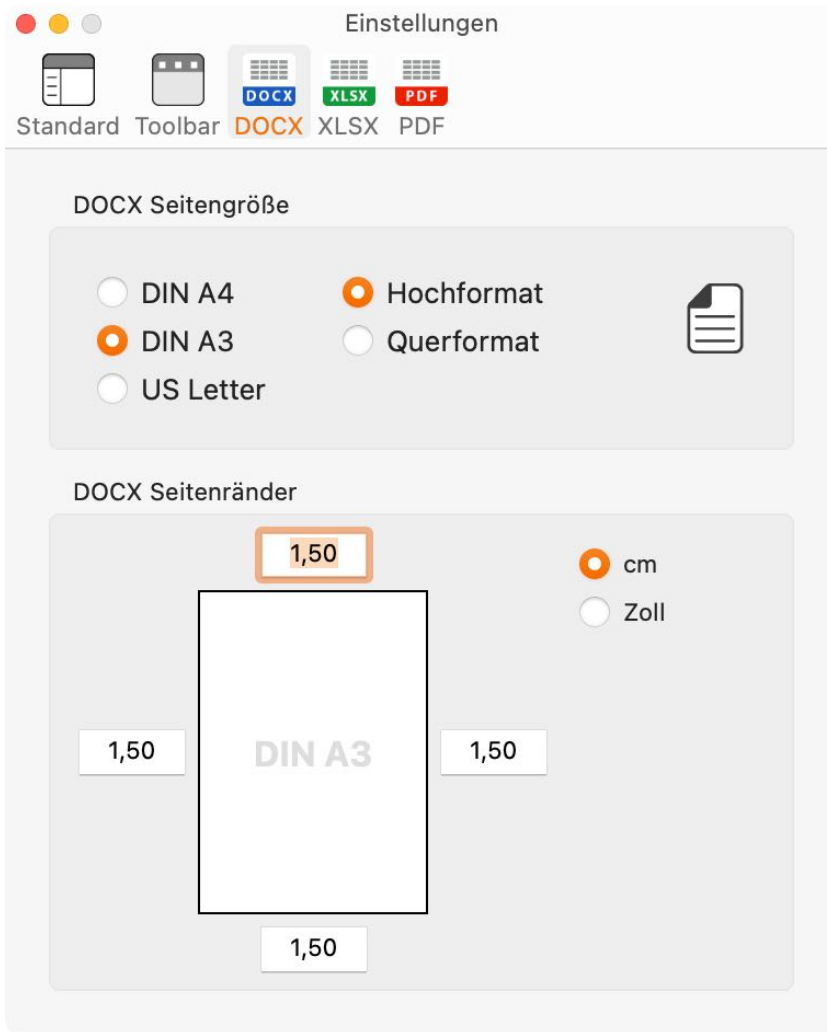 Einstellungen
DOCX XLSX PDF
Standard Toolbar DOCX XLSX PDF
DOCX Seitengröße
DIN A4 Hochformat
DIN A3 Querformat
US Letter
DOCX Seitenränder
1,50
cm
Zoll
1,50 DIN A3 1,50
1,50